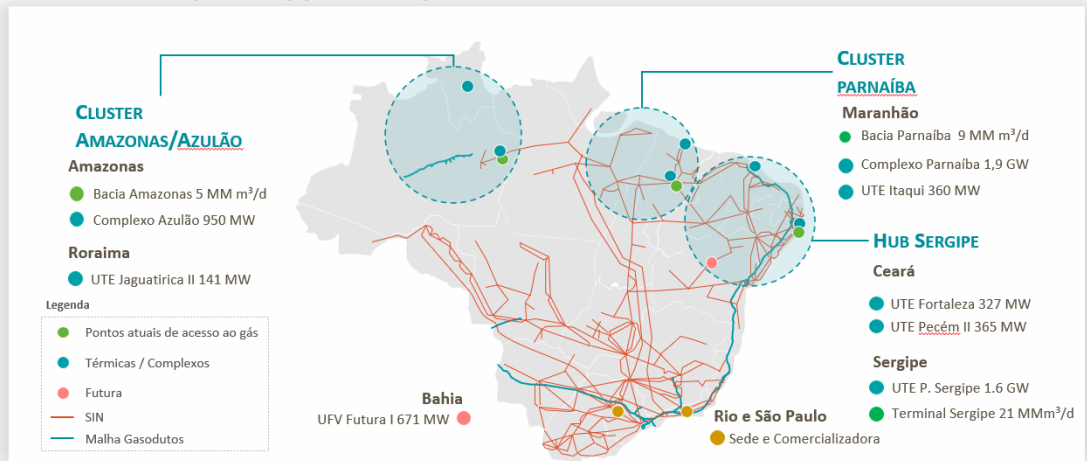 CLUSTER
AMAZONAS/AZULÃO
Amazonas
Bacia Amazonas 5 MM m³/d
Complexo Azulão 950 MW
Roraima
UTE Jaguatirica II 141 MW
Legenda
Pontos atuais de acesso ao gás
Térmicas / Complexos
Futura
SIN
Malha Gasodutos
Bahia
UFV Futura I 671 MW
Rio e São Paulo
Sede e Comercializadora
CLUSTER
PARNAÍBA
Maranhão
Bacia Parnaíba 9 MM m³/d
Complexo Parnaíba 1,9 GW
UTE Itaqui 360 MW
HUB SERGIPE
Ceará
UTE Fortaleza 327 MW
UTE Pecém II 365 MW
Sergipe
UTE P. Sergipe 1.6 GW
Terminal Sergipe 21 MMm³/d